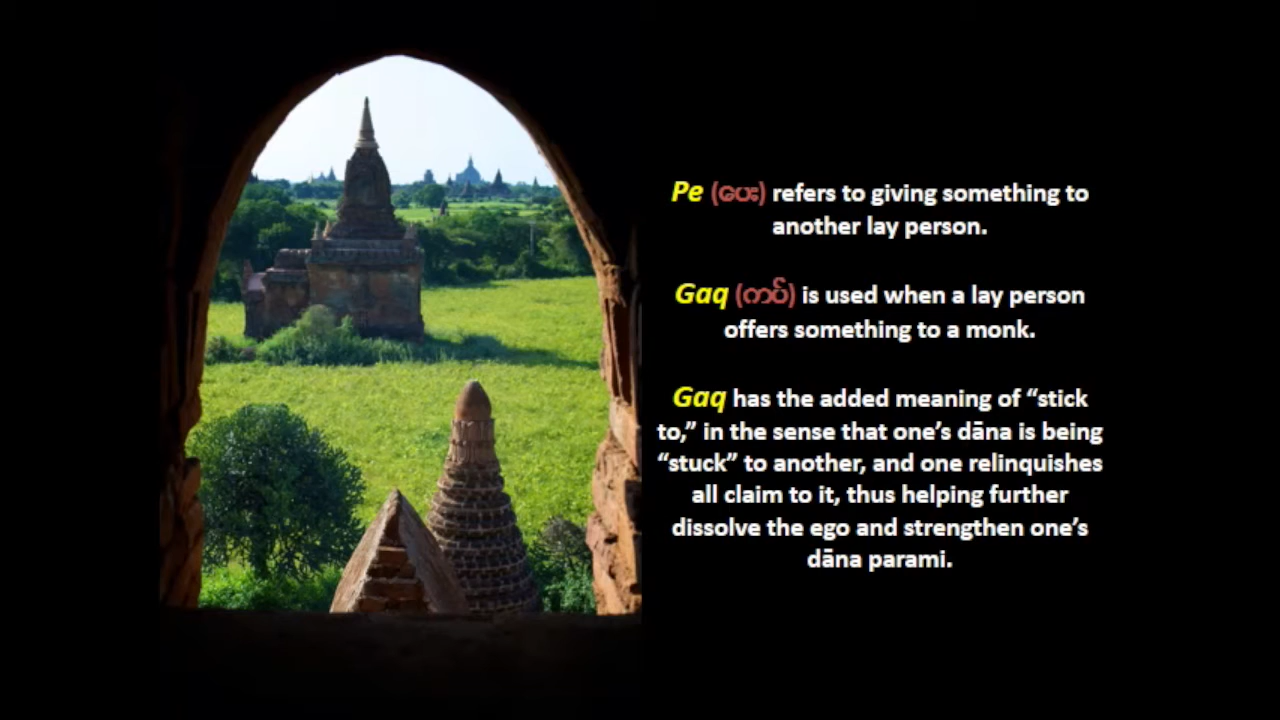 Pe (ပေး) refers to giving something to
another lay person.
Gaq (ကပ်) is used when a lay person
offers something to a monk.
Gaq has the added meaning of “stick
to,” in the sense that one’s dāna is being
“stuck” to another, and one relinquishes
all claim to it, thus helping further
dissolve the ego and strengthen one’s
dāna parami.